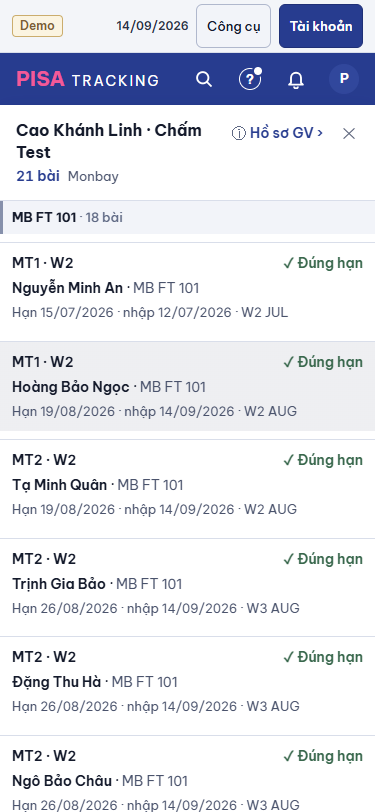 Demo
14/09/2026
Công cụ
Tài khoản
PISA TRACKING
?
P
Cao Khánh Linh · Chấm
Test
ⓘ Hồ sơ GV ›
21 bài Monbay
MB FT 101 · 18 bài
MT1 · W2
✓ Đúng hạn
Nguyễn Minh An · MB FT 101
Hạn 15/07/2026 · nhập 12/07/2026 · W2 JUL
MT1 · W2
✓ Đúng hạn
Hoàng Bảo Ngọc · MB FT 101
Hạn 19/08/2026 · nhập 14/09/2026 · W2 AUG
MT2 · W2
✓ Đúng hạn
Tạ Minh Quân · MB FT 101
Hạn 19/08/2026 · nhập 14/09/2026 · W2 AUG
MT2 · W2
✓ Đúng hạn
Trịnh Gia Bảo · MB FT 101
Hạn 26/08/2026 · nhập 14/09/2026 · W3 AUG
MT2 · W2
✓ Đúng hạn
Đặng Thu Hà · MB FT 101
Hạn 26/08/2026 · nhập 14/09/2026 · W3 AUG
MT2 · W2
✓ Đúng hạn
Ngô Bảo Châu · MB FT 101
Hạn 26/08/2026 · nhập 14/09/2026 · W3 AUG